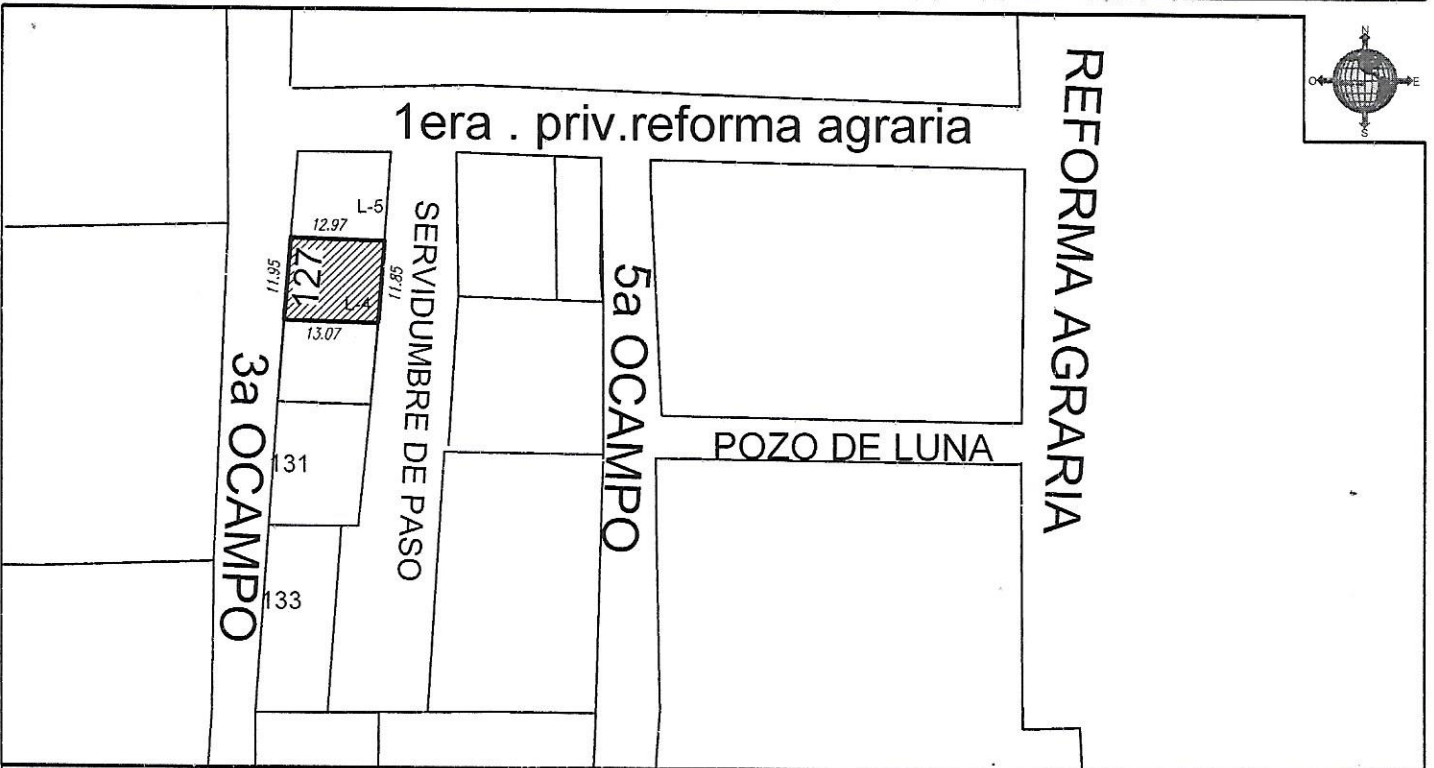 N
O E
S
1era . priv.reforma agraria
REFORMA AGRARIA
L-5
12.97
11.95
127
L-4
11.85
13.07
SERVIDUMBRE DE PASO
3a OCAMPO
5a OCAMPO
POZO DE LUNA
131
133